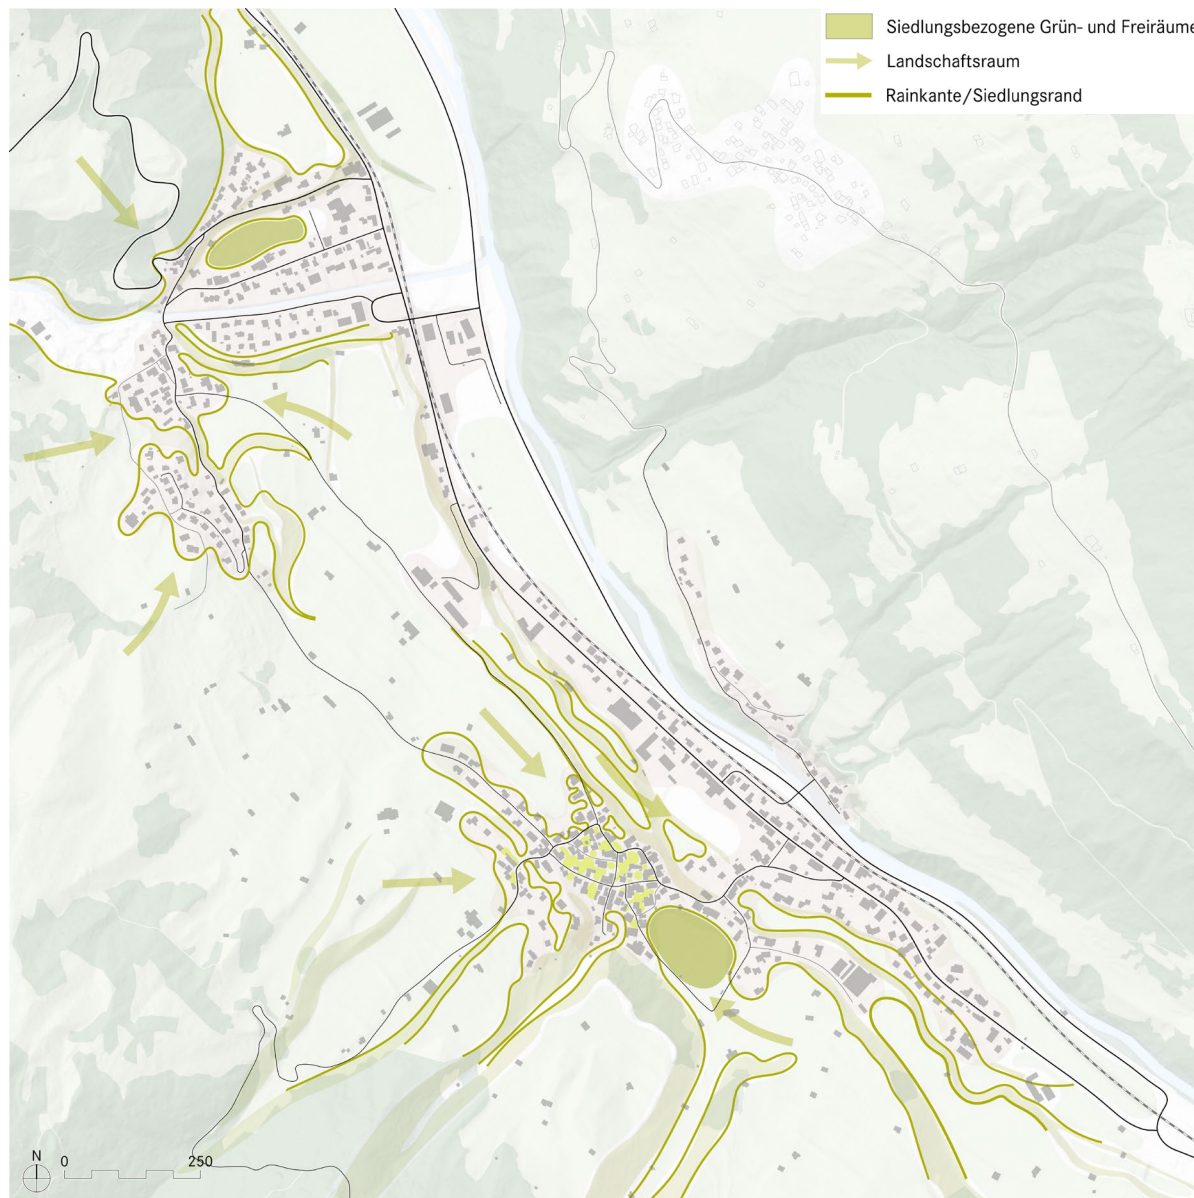 Siedlungsbezogene Grün- und Freiräume
Landschaftsraum
Rainkante/Siedlungsrand
N
0 250